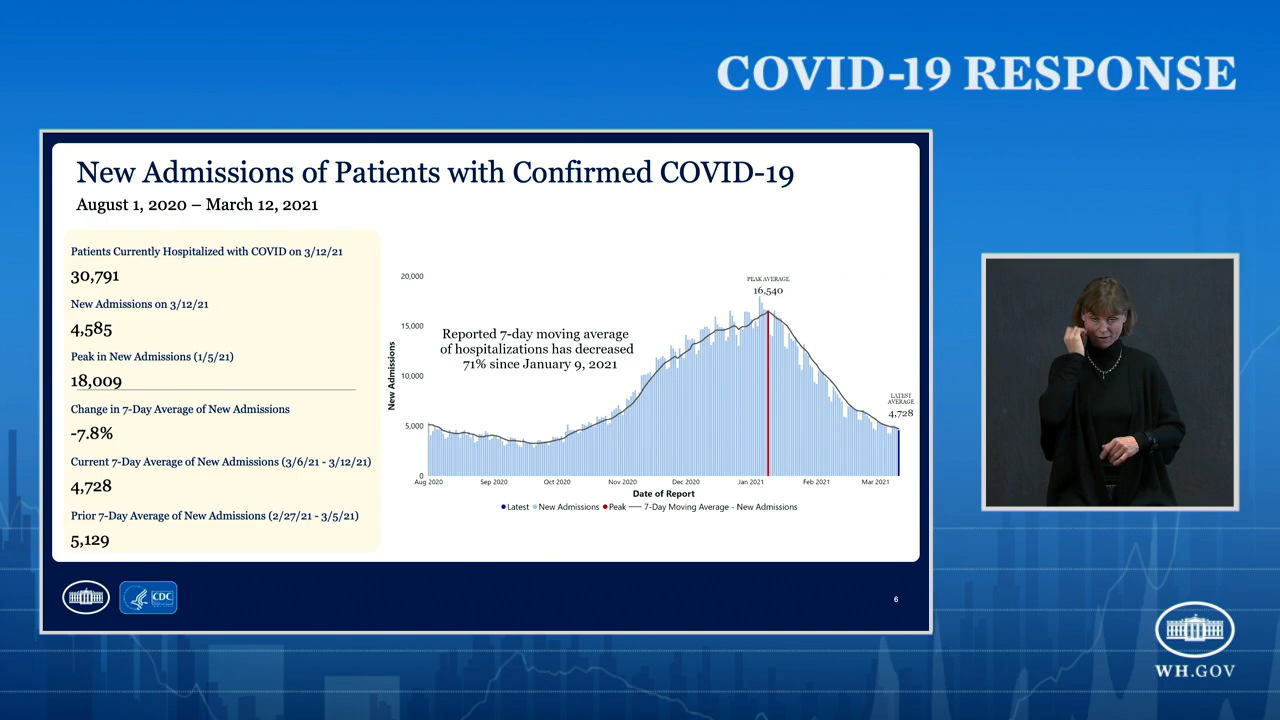 COVID-19 RESPONSE
New Admissions of Patients with Confirmed COVID-19
August 1, 2020 – March 12, 2021
Patients Currently Hospitalized with COVID on 3/12/21
30,791
New Admissions on 3/12/21
4,585
Peak in New Admissions (1/5/21)
18,009
Change in 7-Day Average of New Admissions
-7.8%
Current 7-Day Average of New Admissions (3/6/21 - 3/12/21)
4,728
Prior 7-Day Average of New Admissions (2/27/21 - 3/5/21)
5,129
New Admissions
20,000
15,000
10,000
5,000
0
Reported 7-day moving average
of hospitalizations has decreased
71% since January 9, 2021
PEAK AVERAGE
16,540
LATEST
AVERAGE
4,728
Aug 2020 Sep 2020 Oct 2020 Nov 2020 Dec 2020 Jan 2021 Feb 2021 Mar 2021
Date of Report
Latest New Admissions Peak 7-Day Moving Average - New Admissions
CDC
6
WH.GOV